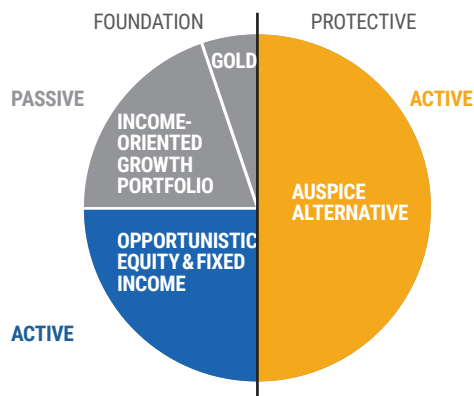 FOUNDATION
PROTECTIVE
GOLD
PASSIVE
ACTIVE
INCOME-
ORIENTED
GROWTH
PORTFOLIO
AUSPICE
ALTERNATIVE
OPPORTUNISTIC
EQUITY & FIXED
INCOME
ACTIVE